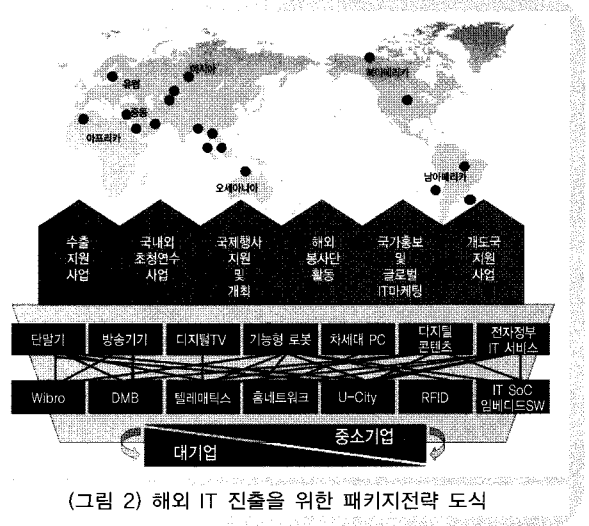 유럽
러시아
북아메리카
중동
아프리카
오세아니아
남아메리카
수출
지원
사업
국내외
초청연수
사업
국제행사
지원
및
개최
해외
봉사단
활동
국가홍보
및
글로벌
IT마케팅
개도국
지원
사업
단말기
방송기기
디지털TV
기능형 로봇
차세대 PC
디지털
콘텐츠
전자정부
IT 서비스
Wibro
DMB
텔레매틱스
홈네트워크
U-City
RFID
IT SoC
임베디드SW
중소기업
대기업
(그림 2) 해외 IT 진출을 위한 패키지전략 도식